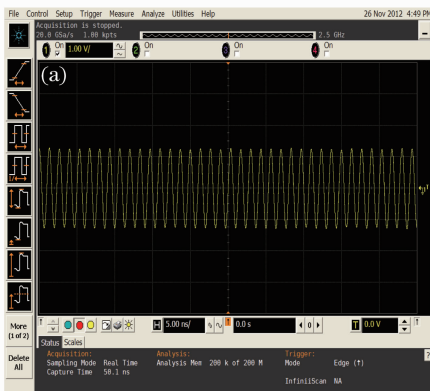 File Control Setup Trigger Measure Analyze Utilities Help 26 Nov 2012 4:49 PM
Acquisition is stopped.
20.0 GSa/s 1.00 kpts 2.5 GHz
1 On 1.00 V/ 2 On 3 On 4 On
(a)
More
(1 of 2)
Delete
All
H 5.00 ns/ T 0.0 s 0 T 0.0 V
Status Scales
Acquisition: Analysis: Trigger:
Sampling Mode Real Time Analysis Mem 200 k of 200 M Mode Edge (↑)
Capture Time 50.1 ns
InfiniiScan NA
?